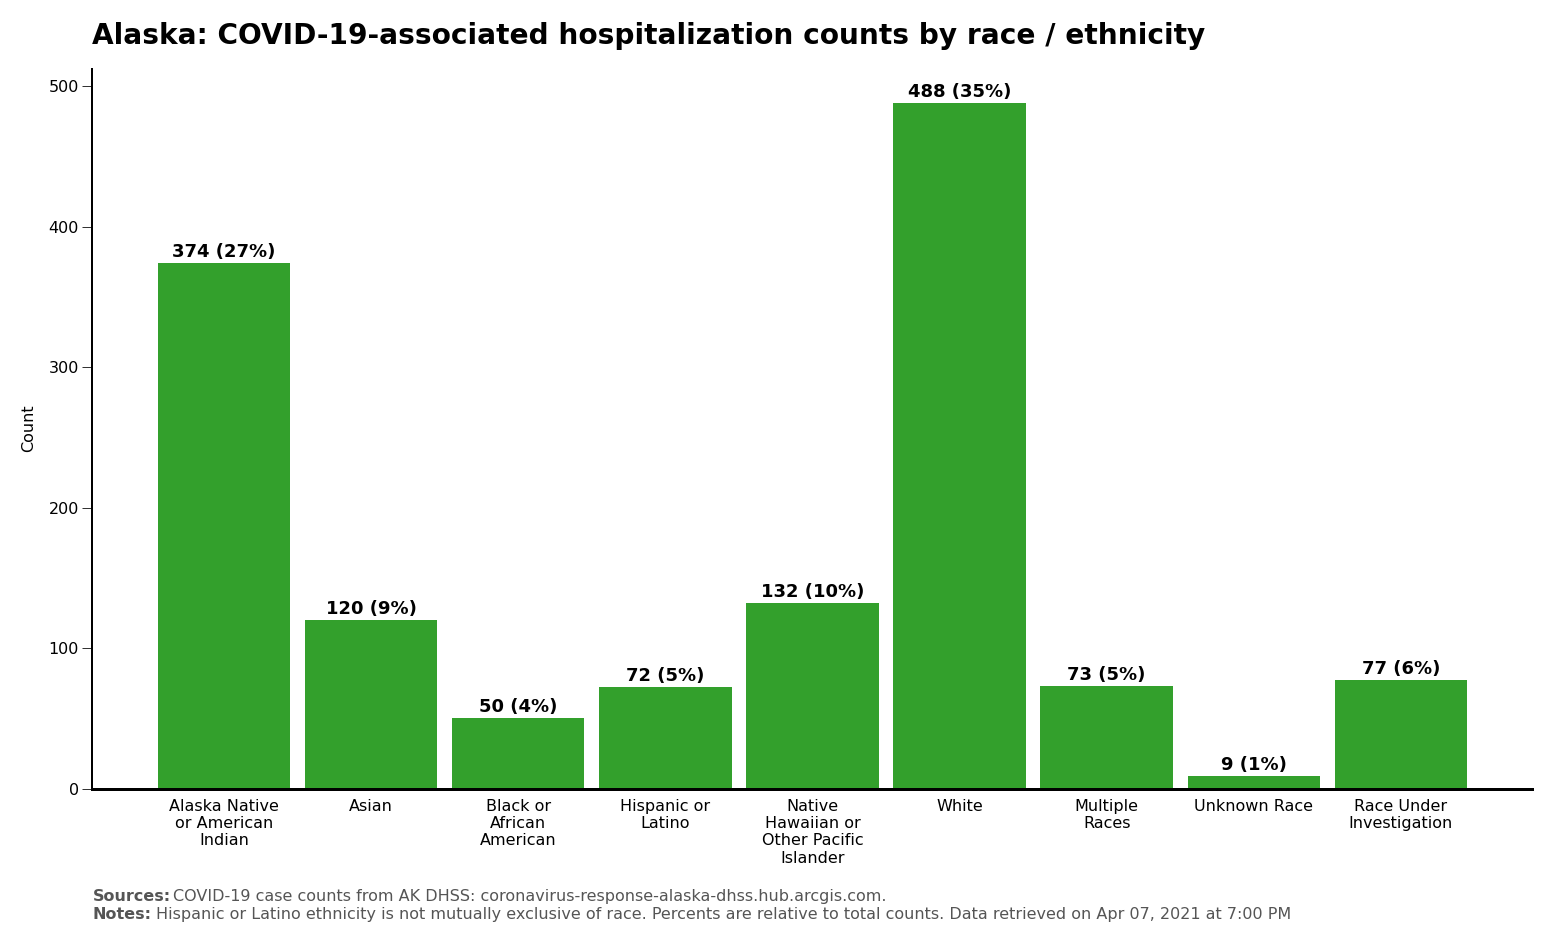 Alaska: COVID-19-associated hospitalization counts by race / ethnicity
500
400
300
200
100
0
Count
374 (27%)
120 (9%)
50 (4%)
72 (5%)
132 (10%)
488 (35%)
73 (5%)
9 (1%)
77 (6%)
Alaska Native
or American
Indian
Asian
Black or
African
American
Hispanic or
Latino
Native
Hawaiian or
Other Pacific
Islander
White
Multiple
Races
Unknown Race
Race Under
Investigation
Sources: COVID-19 case counts from AK DHSS: coronavirus-response-alaska-dhss.hub.arcgis.com.
Notes: Hispanic or Latino ethnicity is not mutually exclusive of race. Percents are relative to total counts. Data retrieved on Apr 07, 2021 at 7:00 PM